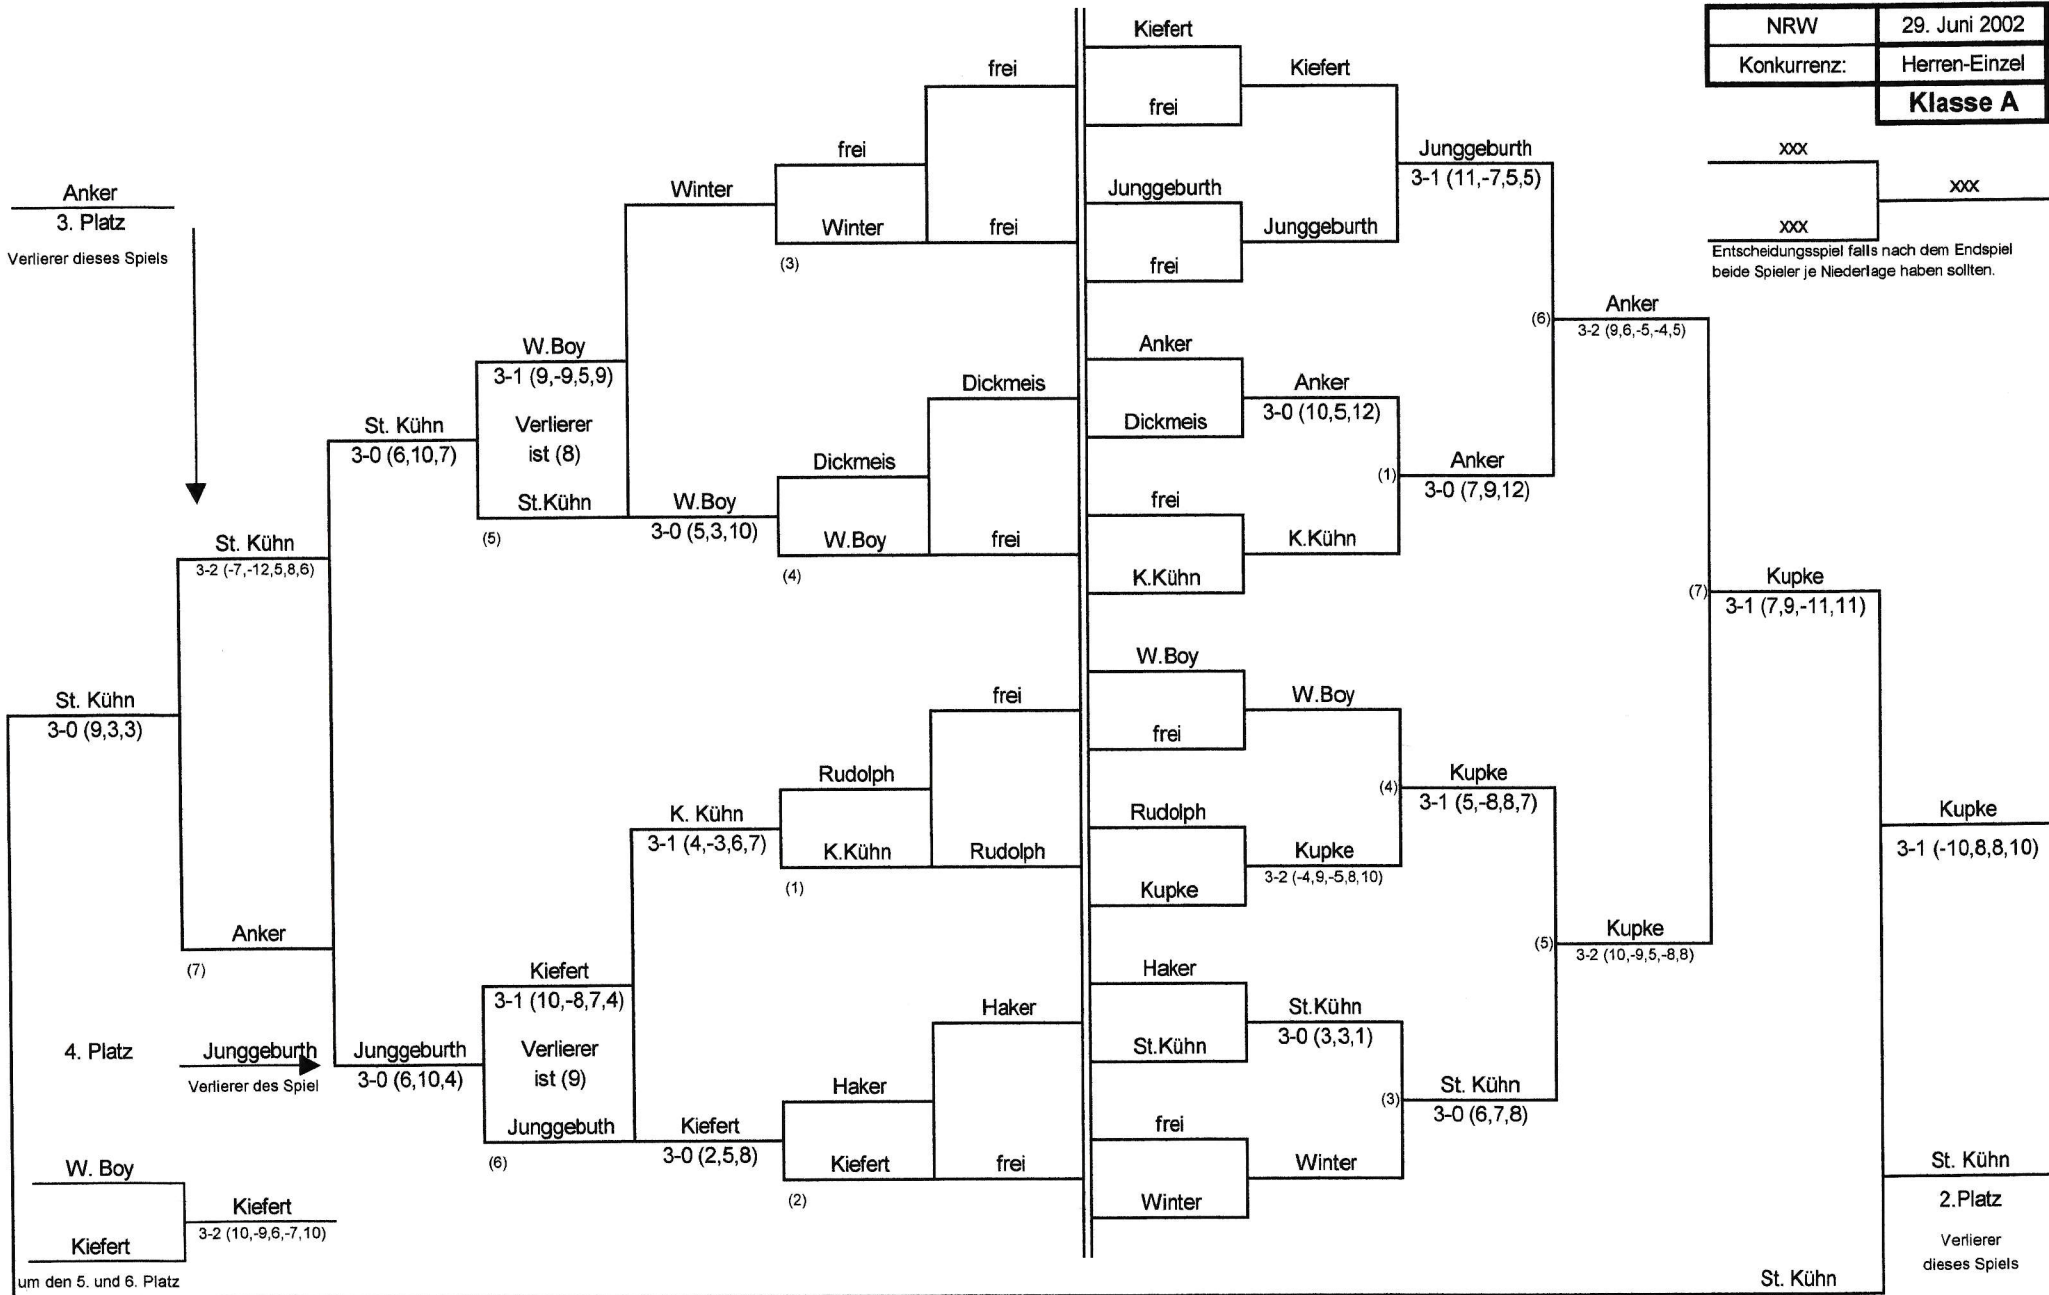 NRW 29. Juni 2002
Konkurrenz: Herren-Einzel
Klasse A
xxx
xxx
xxx
Entscheidungsspiel falls nach dem Endspiel
beide Spieler je Niederlage haben sollten.
Anker
3. Platz
Verlierer dieses Spiels
St. Kühn
3-0 (9,3,3)
St. Kühn
3-2 (-7,-12,5,8,6)
Anker
(7)
4. Platz
Junggeburth
Verlierer des Spiel
W. Boy
Kiefert
Kiefert
3-2 (10,-9,6,-7,10)
um den 5. und 6. Platz
St. Kühn
3-0 (6,10,7)
Junggeburth
3-0 (6,10,4)
W.Boy
3-1 (9,-9,5,9)
Verlierer
ist (8)
St.Kühn
(5)
Kiefert
3-1 (10,-8,7,4)
Verlierer
ist (9)
Junggebuth
(6)
Winter
W.Boy
3-0 (5,3,10)
K. Kühn
3-1 (4,-3,6,7)
Kiefert
3-0 (2,5,8)
frei
Winter
(3)
Dickmeis
W.Boy
(4)
Rudolph
K.Kühn
(1)
Haker
Kiefert
(2)
frei
frei
Dickmeis
frei
frei
Rudolph
Haker
frei
Kiefert
frei
Junggeburth
frei
Anker
Dickmeis
frei
K.Kühn
W.Boy
frei
Rudolph
Kupke
Haker
St.Kühn
frei
Winter
Kiefert
Junggeburth
Anker
3-0 (10,5,12)
K.Kühn
W.Boy
Kupke
3-2 (-4,9,-5,8,10)
St.Kühn
3-0 (3,3,1)
Winter
Junggeburth
3-1 (11,-7,5,5)
(1)
Anker
3-0 (7,9,12)
(4)
Kupke
3-1 (5,-8,8,7)
(3)
St. Kühn
3-0 (6,7,8)
(6)
Anker
3-2 (9,6,-5,-4,5)
(5)
Kupke
3-2 (10,-9,5,-8,8)
(7)
Kupke
3-1 (7,9,-11,11)
St. Kühn
Kupke
3-1 (-10,8,8,10)
St. Kühn
2.Platz
Verlierer
dieses Spiels